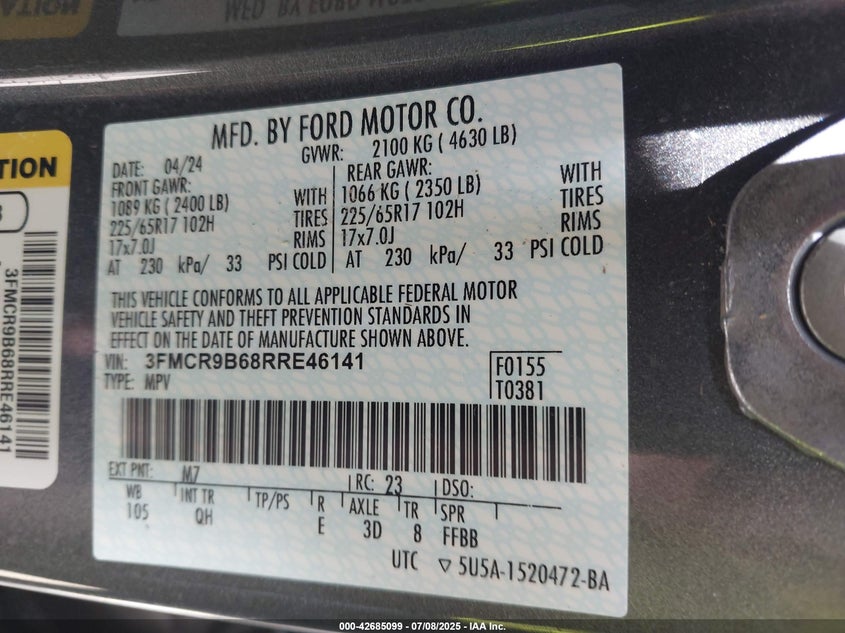 MFD. BY FORD MOTOR CO.
GVWR: 2100 KG ( 4630 LB)
DATE: 04/24
FRONT GAWR:
1089 KG ( 2400 LB)
WITH
225/65R17 102H
TIRES
17x7.0J
RIMS
AT 230 kPa/ 33 PSI COLD
REAR GAWR:
1066 KG ( 2350 LB)
WITH
225/65R17 102H
TIRES
17x7.0J
RIMS
AT 230 kPa/ 33 PSI COLD
THIS VEHICLE CONFORMS TO ALL APPLICABLE FEDERAL MOTOR
VEHICLE SAFETY AND THEFT PREVENTION STANDARDS IN
EFFECT ON THE DATE OF MANUFACTURE SHOWN ABOVE.
VIN: 3FMCR9B68RRE46141
TYPE: MPV
F0155
T0381
EXT PNT: M7
RC: 23
DSO:
WB INT TR TP/PS R AXLE TR SPR
105 QH E 3D 8 FFBB
UTC ▽ 5U5A-1520472-BA
TION
3FMCR9B68RRE46141
000-42685099 - 07/08/2025 - IAA Inc.